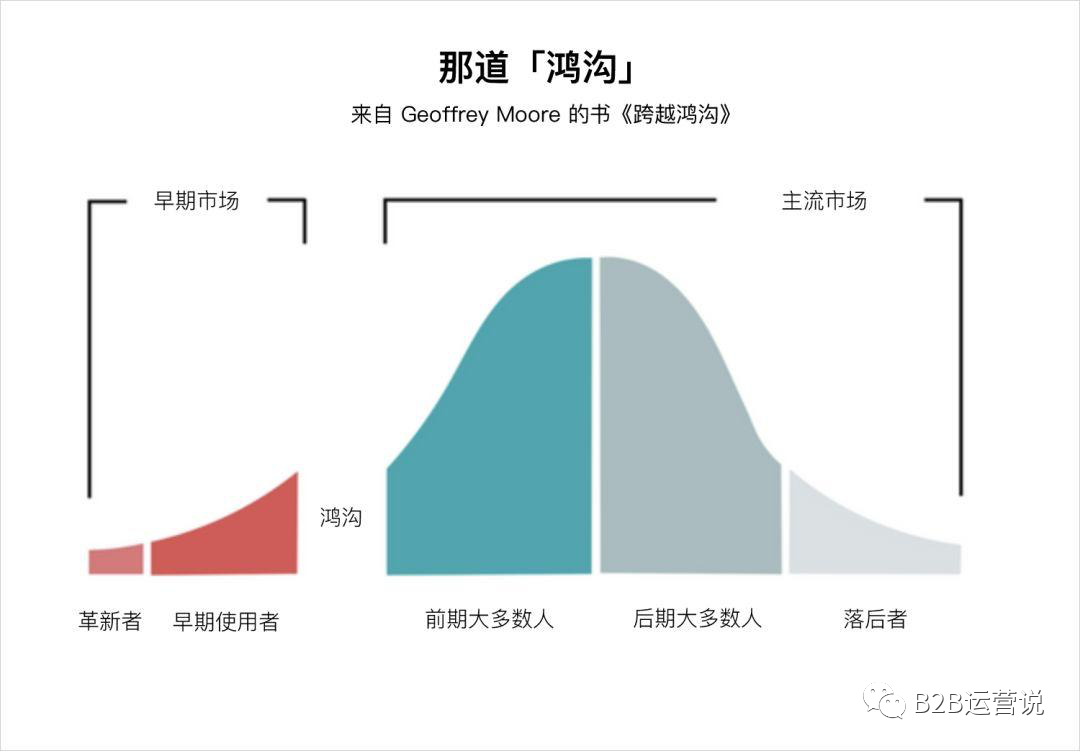 那道「鸿沟」
来自 Geoffrey Moore 的书《跨越鸿沟》
早期市场
主流市场
鸿沟
革新者
早期使用者
前期大多数人
后期大多数人
落后者
B2B运营说